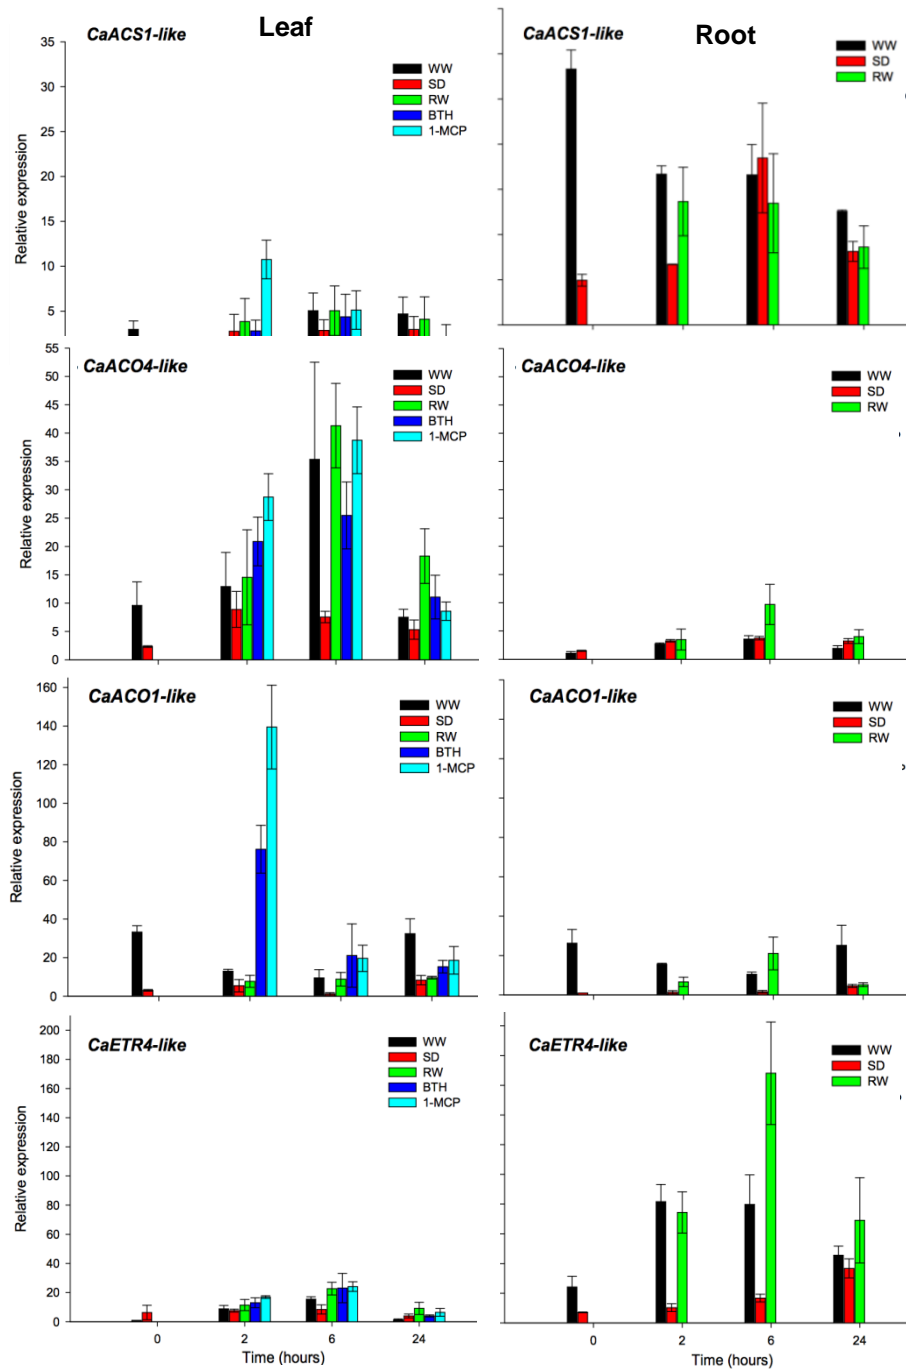 Leaf
Root
CaACS1-like
35
30
25
20
15
10
5
Relative expression
WW
SD
RW
BTH
1-MCP
CaACS1-like
WW
SD
RW
CaACO4-like
55
50
45
40
35
30
25
20
15
10
5
0
Relative expression
WW
SD
RW
BTH
1-MCP
CaACO4-like
WW
SD
RW
CaACO1-like
160
140
120
100
80
60
40
20
0
Relative expression
WW
SD
RW
BTH
1-MCP
CaACO1-like
WW
SD
RW
CaETR4-like
200
180
160
140
120
100
80
60
40
20
0
Relative expression
WW
SD
RW
BTH
1-MCP
0 2 6 24
Time (hours)
CaETR4-like
WW
SD
RW
0 2 6 24
Time (hours)